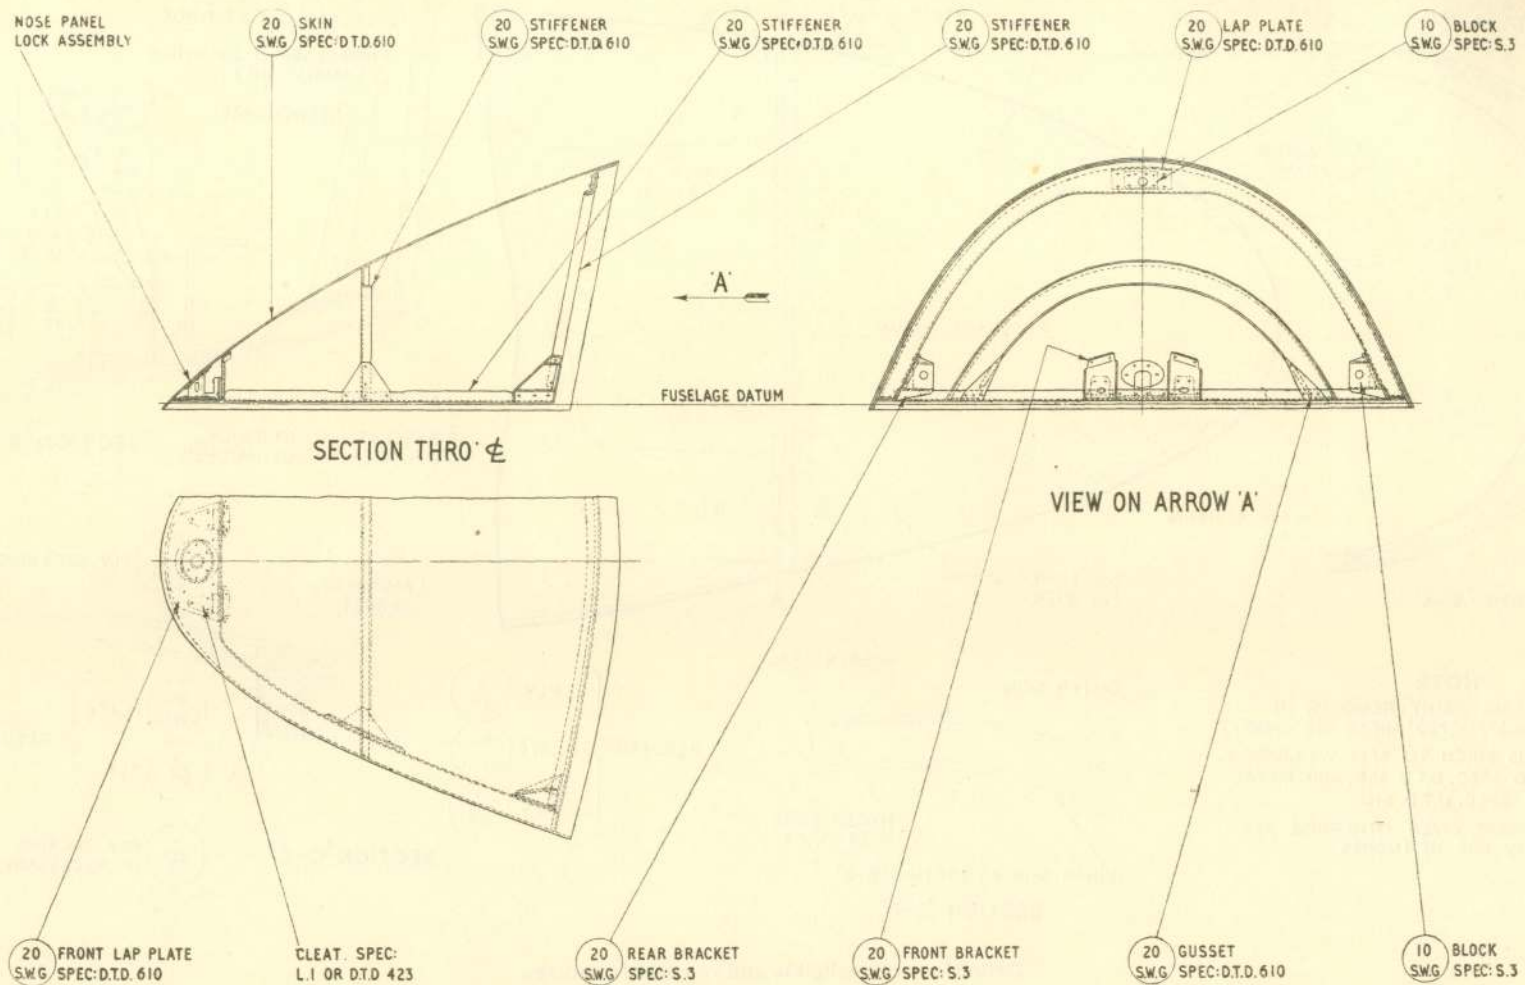 NOSE PANEL
LOCK ASSEMBLY
20 SKIN
S.W.G SPEC: D.T.D. 610
20 STIFFENER
S.W.G SPEC: D.T.D. 610
20 STIFFENER
S.W.G SPEC: D.T.D. 610
20 STIFFENER
S.W.G SPEC: D.T.D. 610
20 LAP PLATE
S.W.G SPEC: D.T.D. 610
10 BLOCK
S.W.G SPEC: S.3
'A'
FUSELAGE DATUM
SECTION THRO' ℄
VIEW ON ARROW 'A'
20 FRONT LAP PLATE
S.W.G SPEC: D.T.D. 610
CLEAT. SPEC:
L.1 OR D.T.D 423
20 REAR BRACKET
S.W.G SPEC: S.3
20 FRONT BRACKET
S.W.G SPEC: S.3
20 GUSSET
S.W.G SPEC: D.T.D. 610
10 BLOCK
S.W.G SPEC: S.3